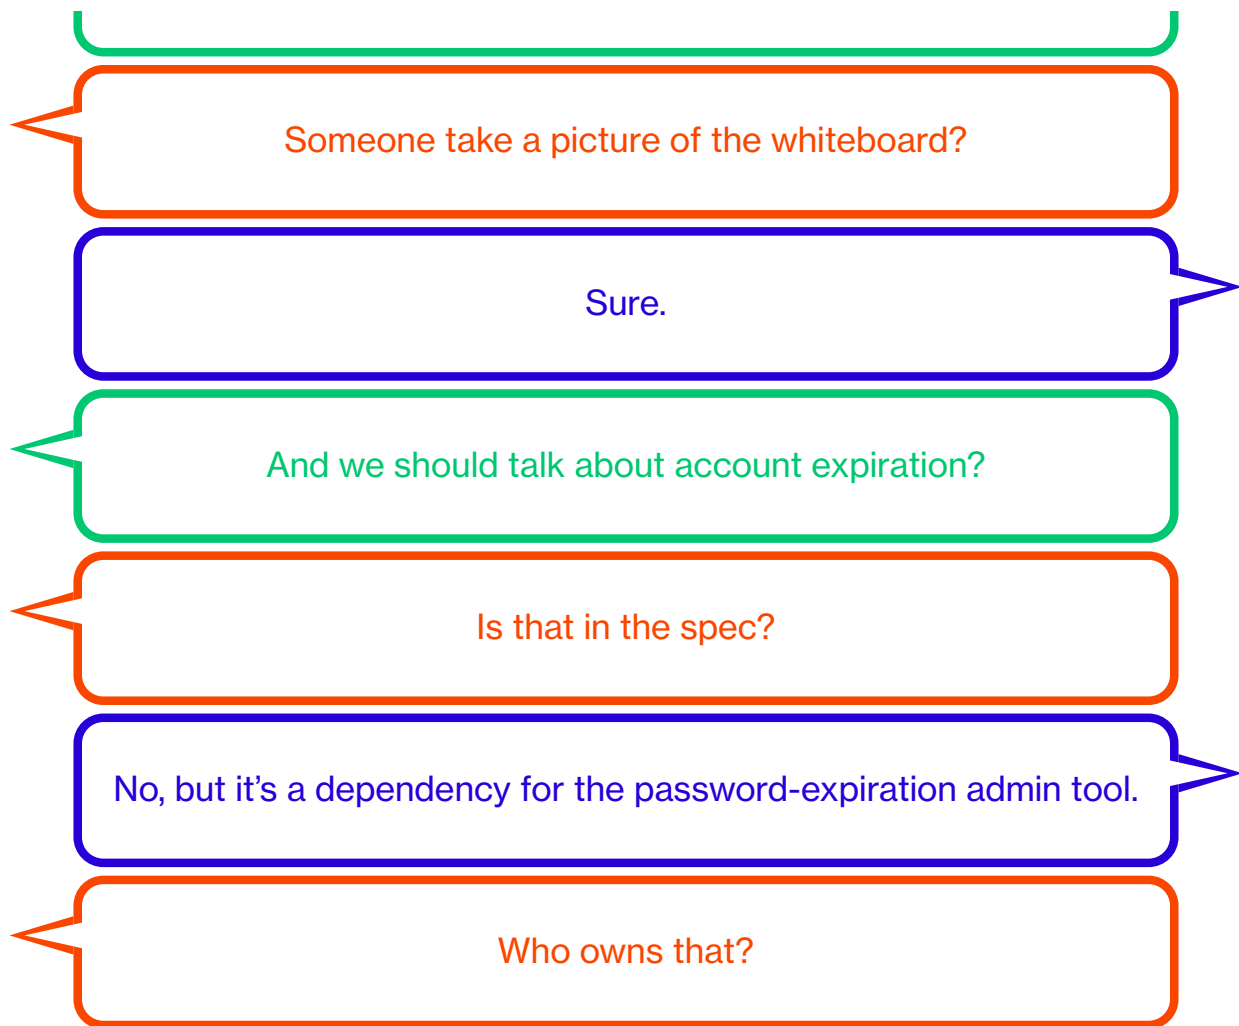 Someone take a picture of the whiteboard?
Sure.
And we should talk about account expiration?
Is that in the spec?
No, but it’s a dependency for the password-expiration admin tool.
Who owns that?